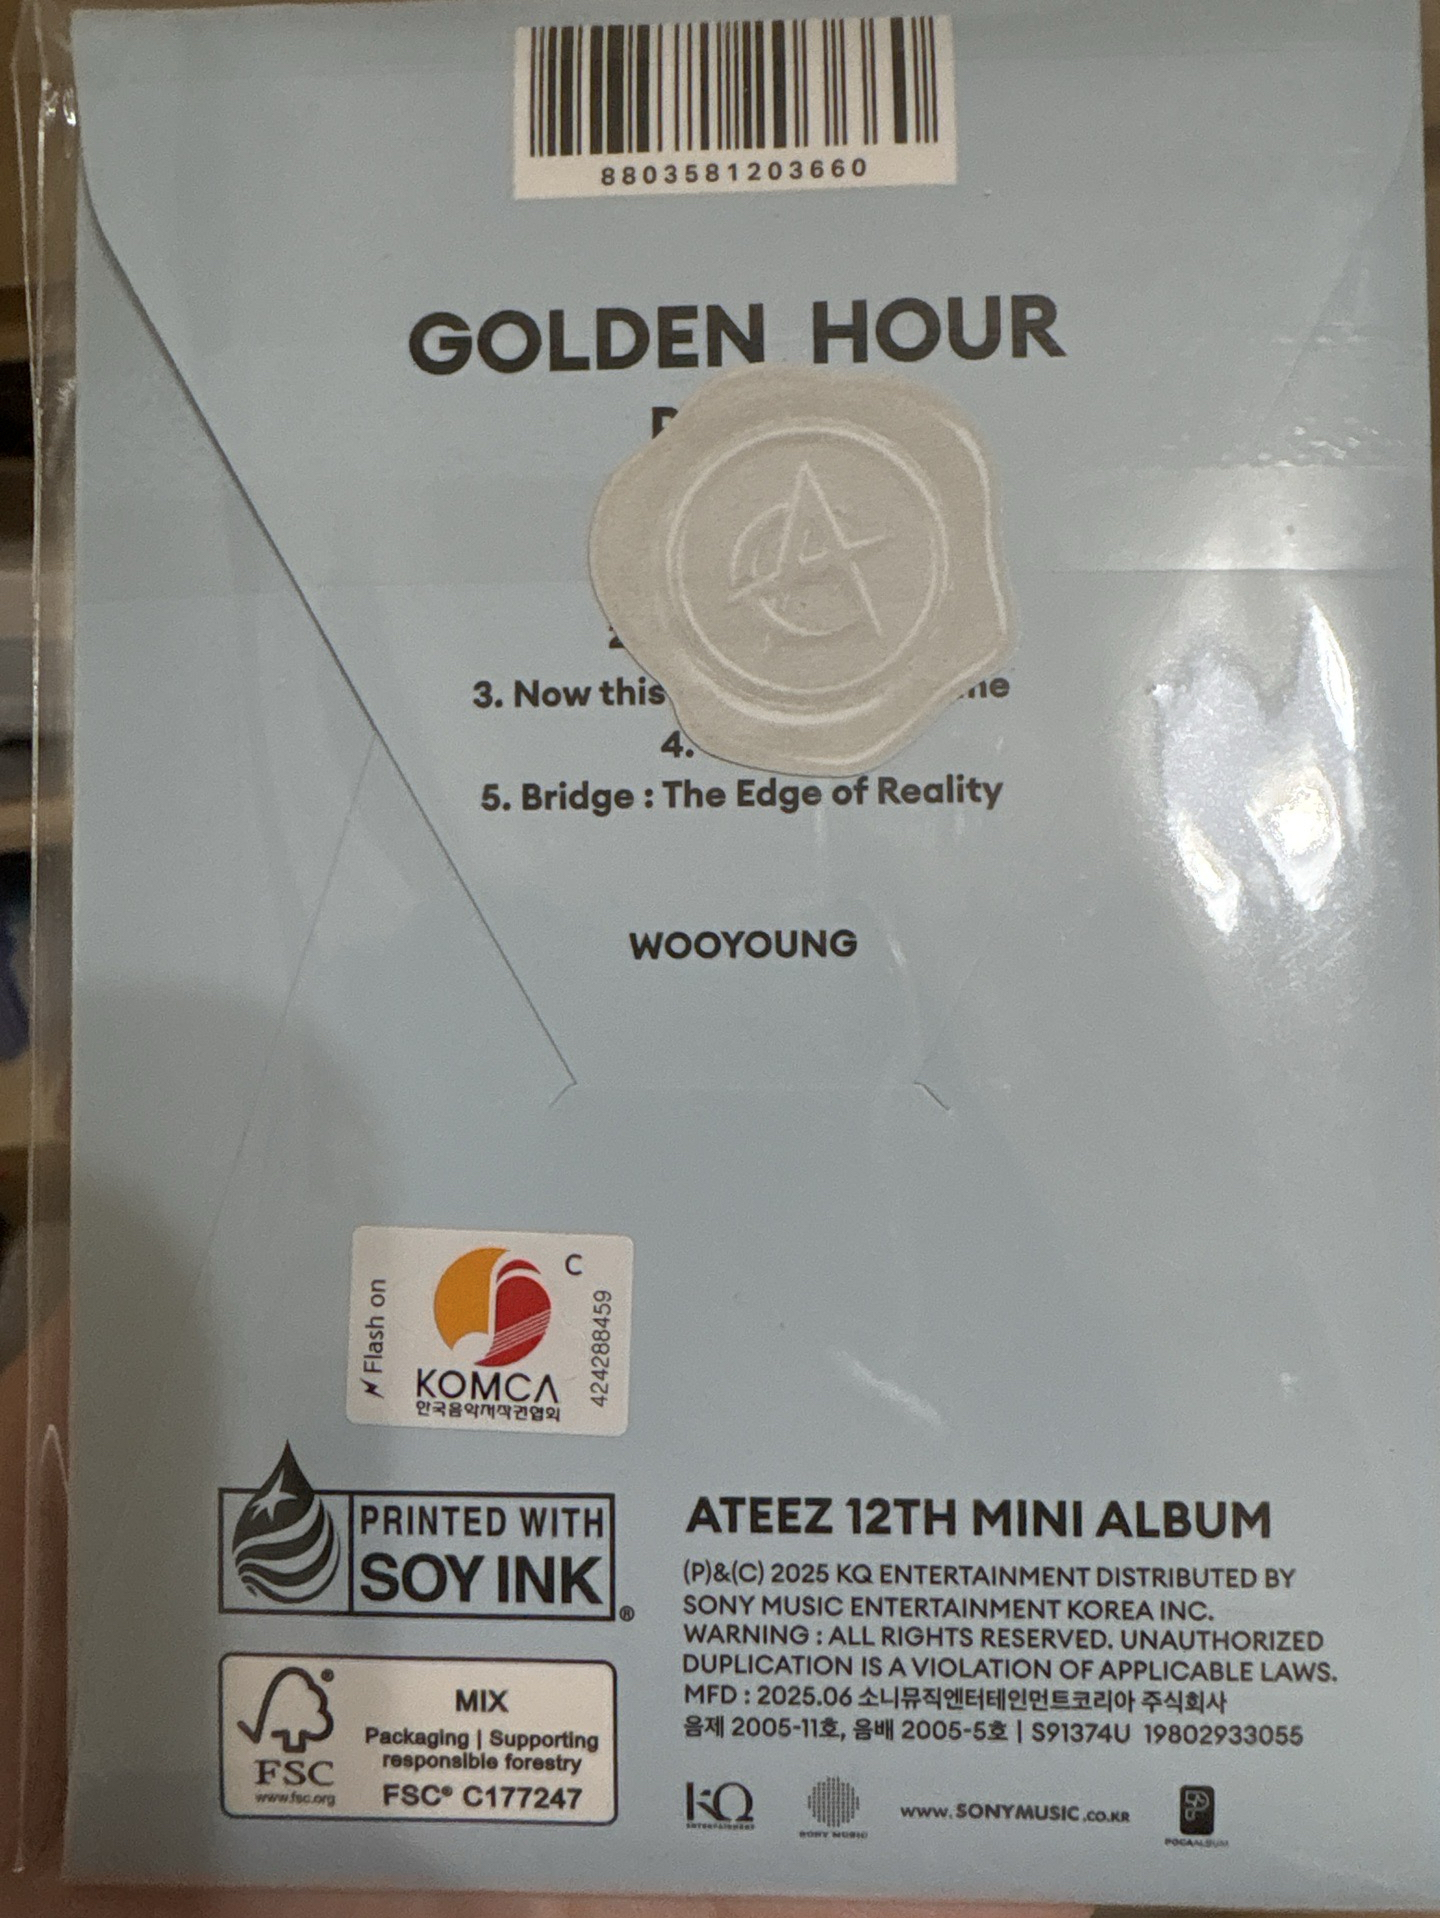 8803581203660
GOLDEN HOUR
3. Now this
4.
5. Bridge : The Edge of Reality
WOOYOUNG
Flash on
C
KOMCA
한국음악저작권협회
424288459
PRINTED WITH
SOY INK
®
FSC
www.fsc.org
MIX
Packaging | Supporting
responsible forestry
FSC® C177247
ATEEZ 12TH MINI ALBUM
(P)&(C) 2025 KQ ENTERTAINMENT DISTRIBUTED BY
SONY MUSIC ENTERTAINMENT KOREA INC.
WARNING : ALL RIGHTS RESERVED. UNAUTHORIZED
DUPLICATION IS A VIOLATION OF APPLICABLE LAWS.
MFD : 2025.06 소니뮤직엔터테인먼트코리아 주식회사
음제 2005-11호, 음배 2005-5호 | S91374U 19802933055
KQ
ENTERTAINMENT
SONY MUSIC
www.SONYMUSIC.CO.KR
POCAALBUM